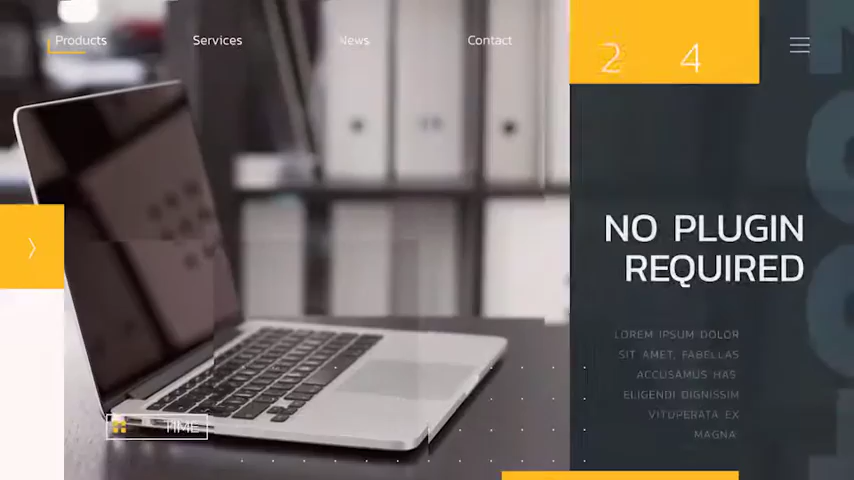 Products Services News Contact
2 4
NO PLUGIN
REQUIRED
LOREM IPSUM DOLOR
SIT AMET, FABELLAS
ACCUSAMUS HAS
ELIGENDI DIGNISSIM
VITUPERATA EX
MAGNA
TIME